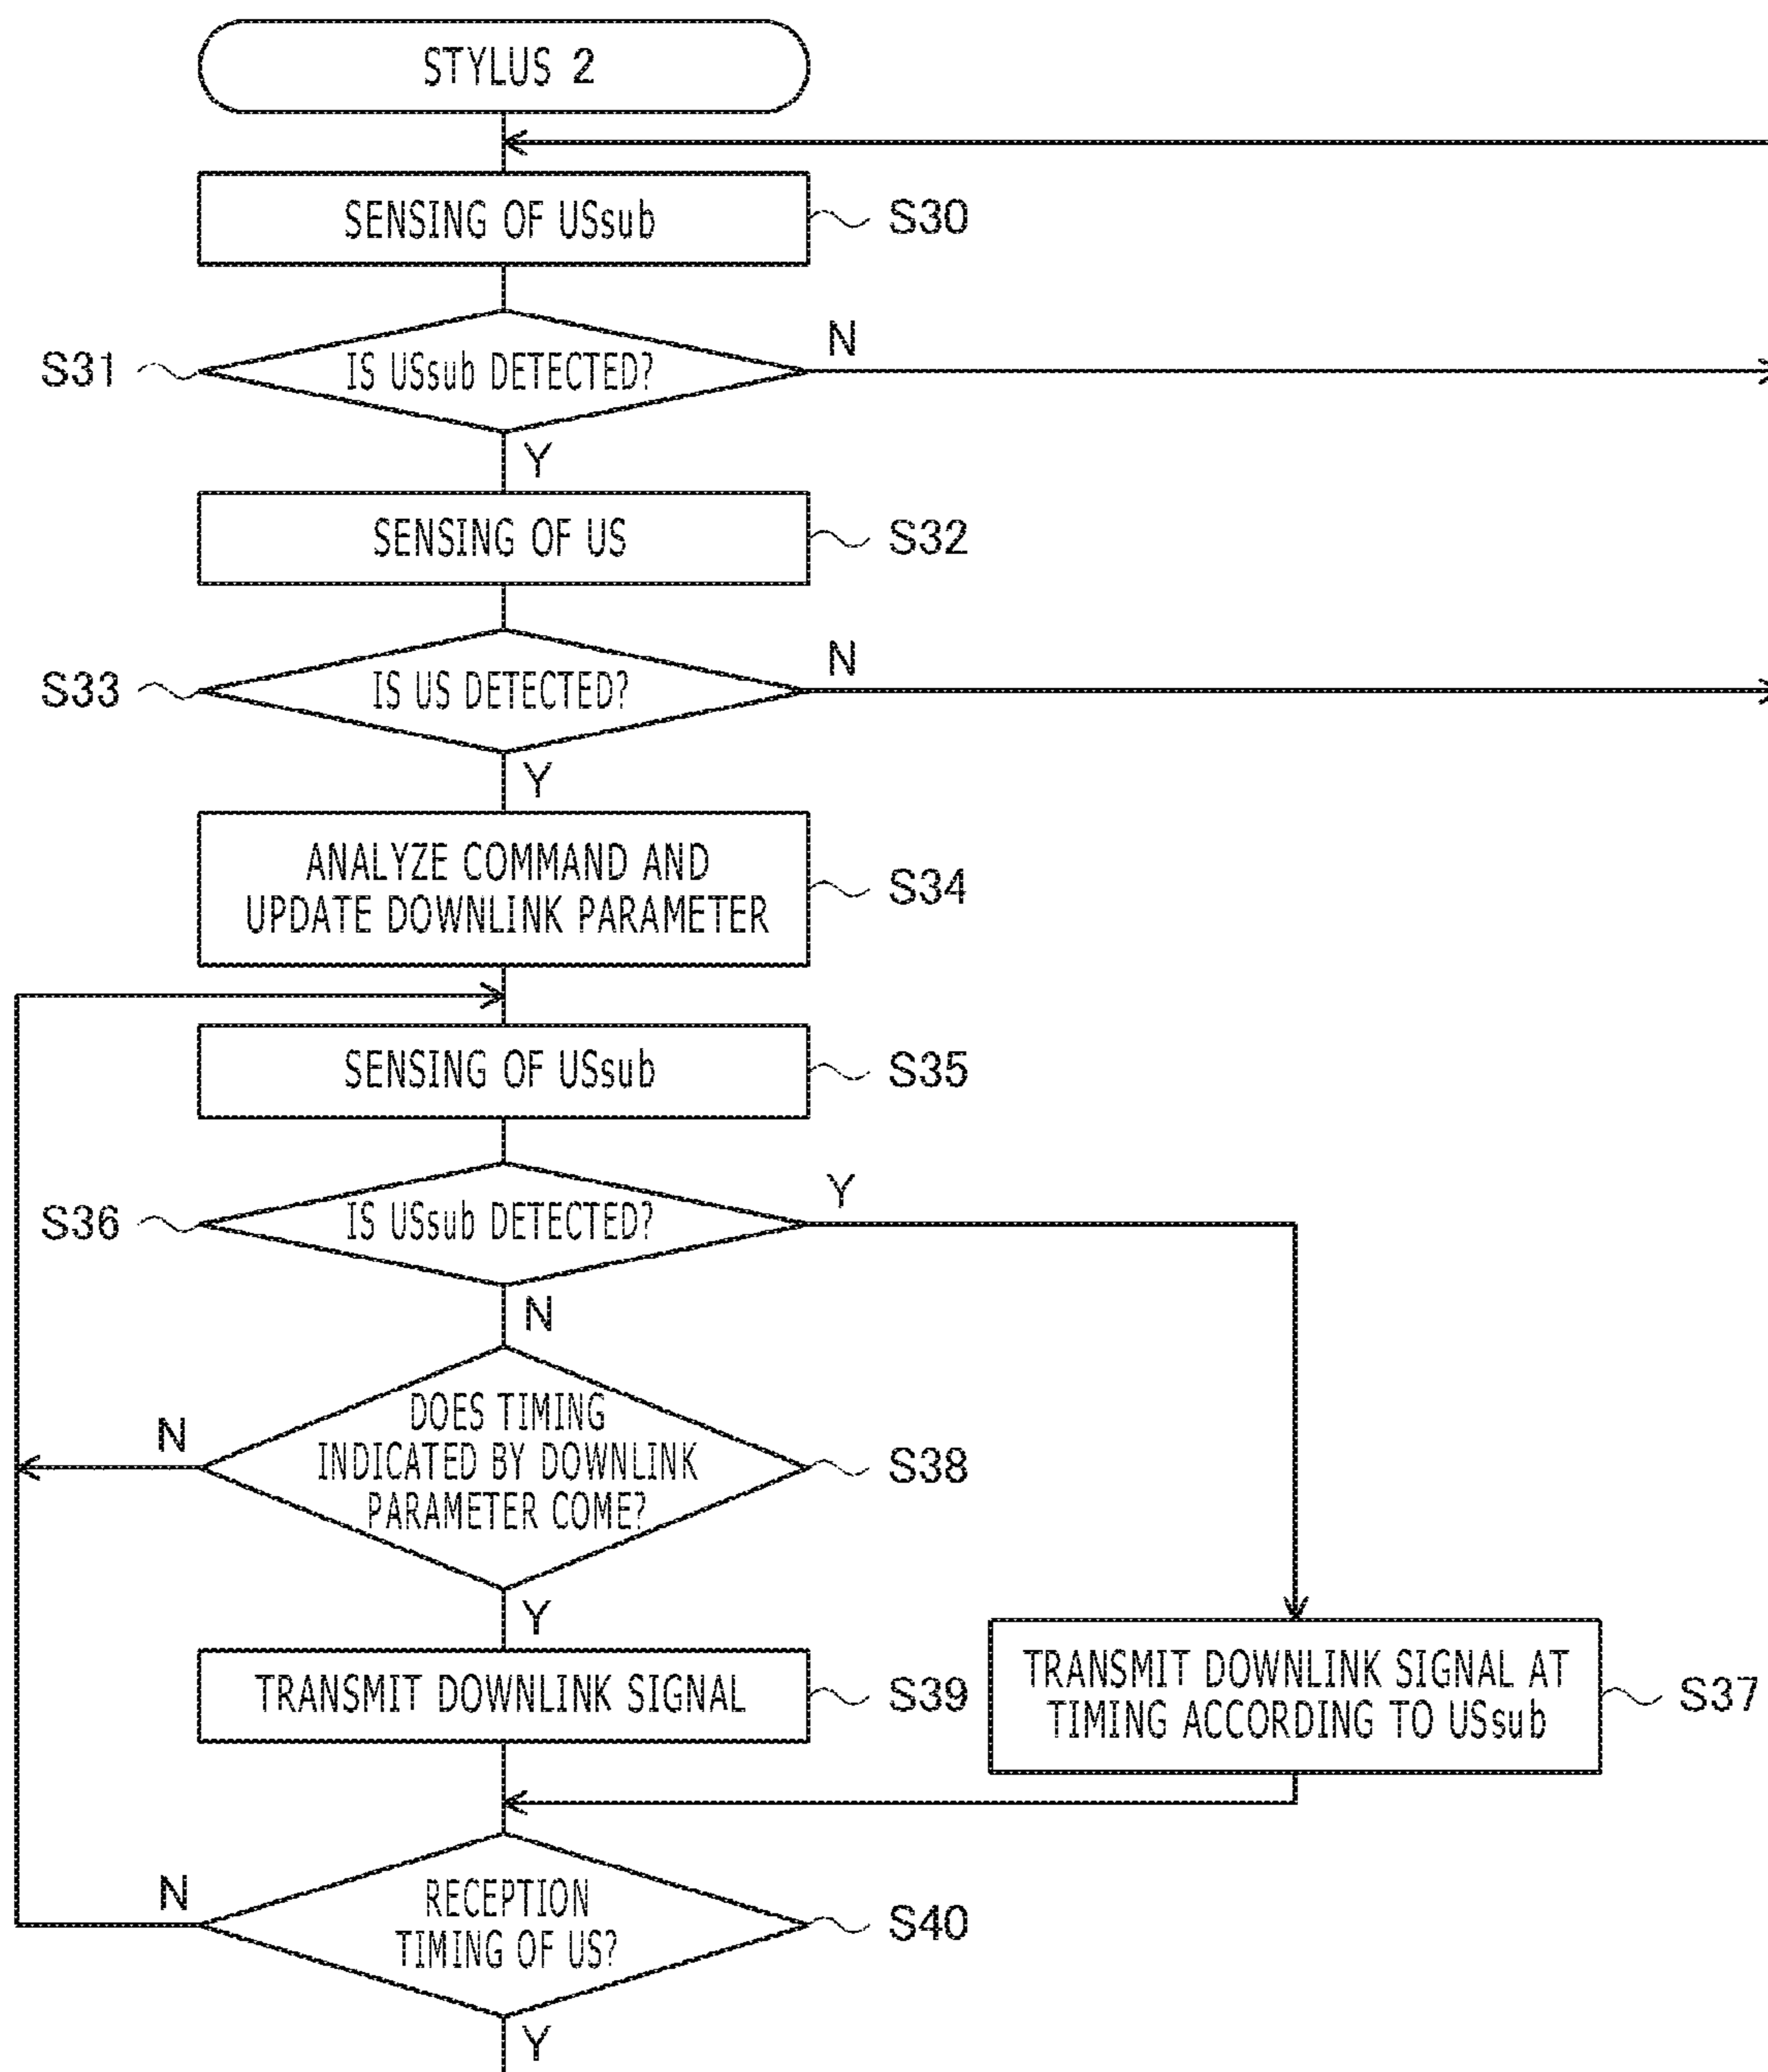 STYLUS 2
SENSING OF USsub
S30
S31
IS USsub DETECTED?
N
Y
SENSING OF US
S32
S33
IS US DETECTED?
N
Y
ANALYZE COMMAND AND
UPDATE DOWNLINK PARAMETER
S34
SENSING OF USsub
S35
S36
IS USsub DETECTED?
Y
N
DOES TIMING
INDICATED BY DOWNLINK
PARAMETER COME?
N
S38
Y
TRANSMIT DOWNLINK SIGNAL
S39
TRANSMIT DOWNLINK SIGNAL AT
TIMING ACCORDING TO USsub
S37
N
RECEPTION
TIMING OF US?
S40
Y